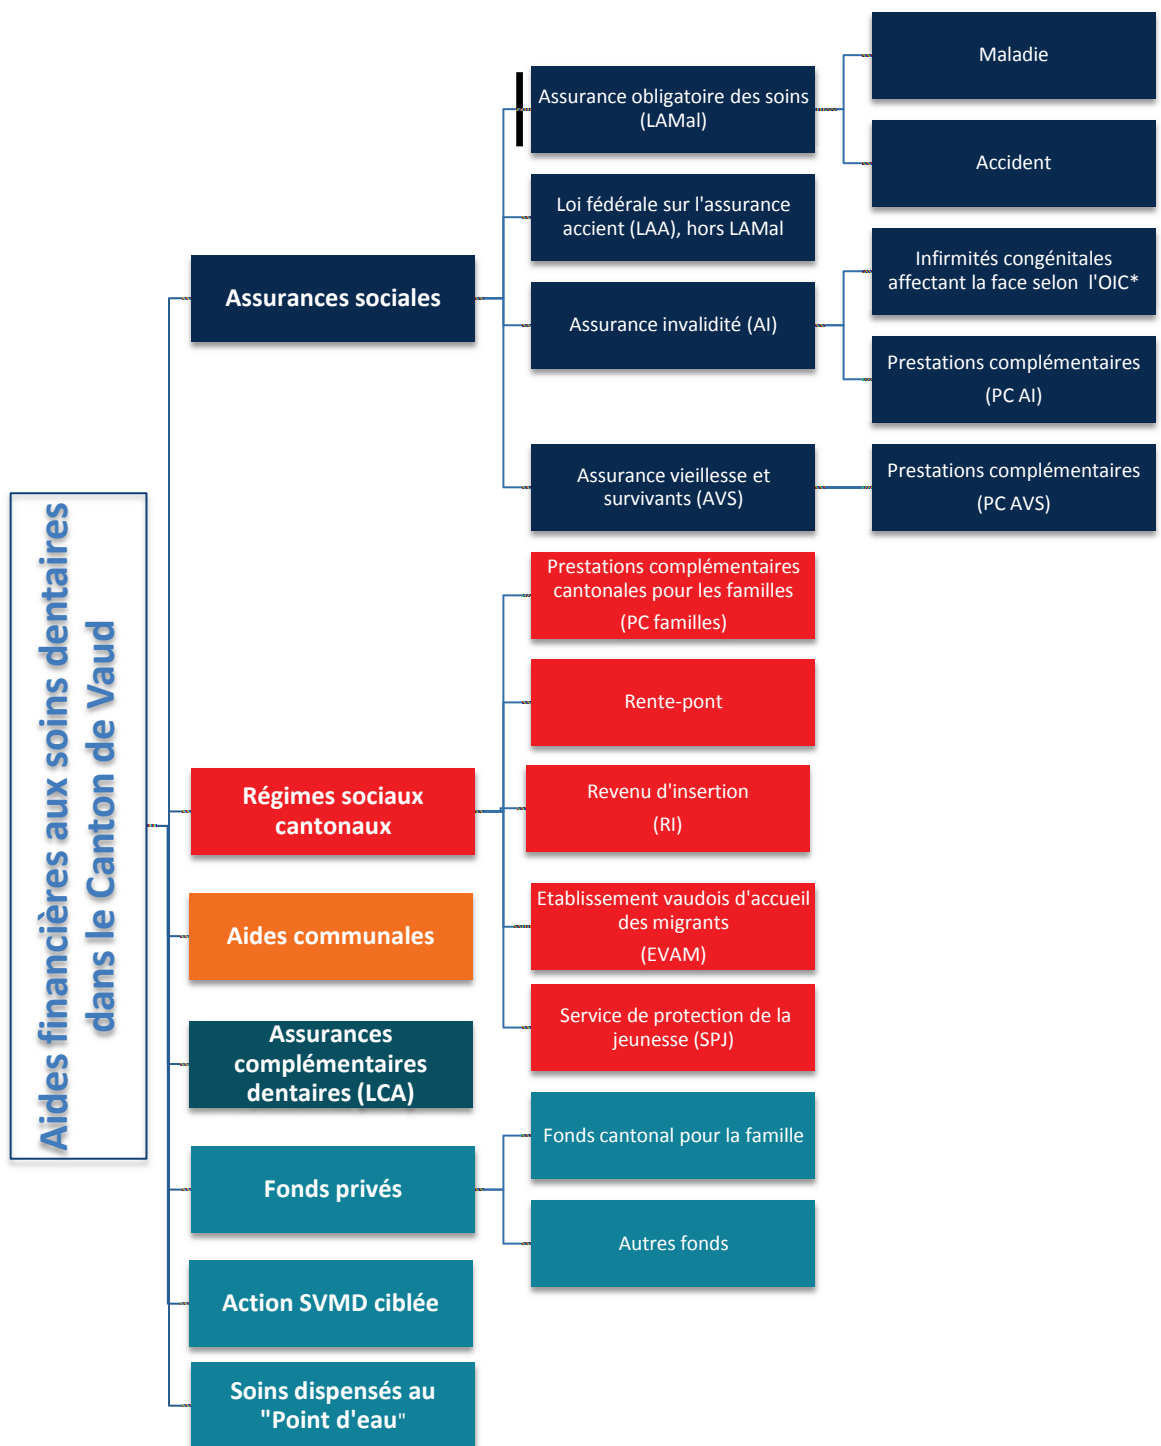 Aides financières aux soins dentaires
dans le Canton de Vaud
Assurances sociales
Assurance obligatoire des soins
(LAMal)
Maladie
Accident
Loi fédérale sur l'assurance
accient (LAA), hors LAMal
Assurance invalidité (AI)
Infirmités congénitales
affectant la face selon l'OIC*
Prestations complémentaires
(PC AI)
Assurance vieillesse et
survivants (AVS)
Prestations complémentaires
(PC AVS)
Régimes sociaux
cantonaux
Prestations complémentaires
cantonales pour les familles
(PC familles)
Rente-pont
Revenu d'insertion
(RI)
Etablissement vaudois d'accueil
des migrants
(EVAM)
Service de protection de la
jeunesse (SPJ)
Aides communales
Assurances
complémentaires
dentaires (LCA)
Fonds privés
Fonds cantonal pour la famille
Autres fonds
Action SVMD ciblée
Soins dispensés au
"Point d'eau"